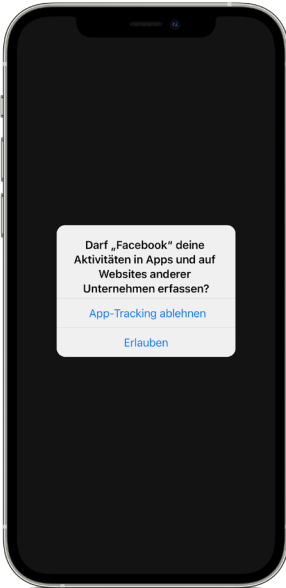 Darf „Facebook“ deine
Aktivitäten in Apps und auf
Websites anderer
Unternehmen erfassen?
App-Tracking ablehnen
Erlauben